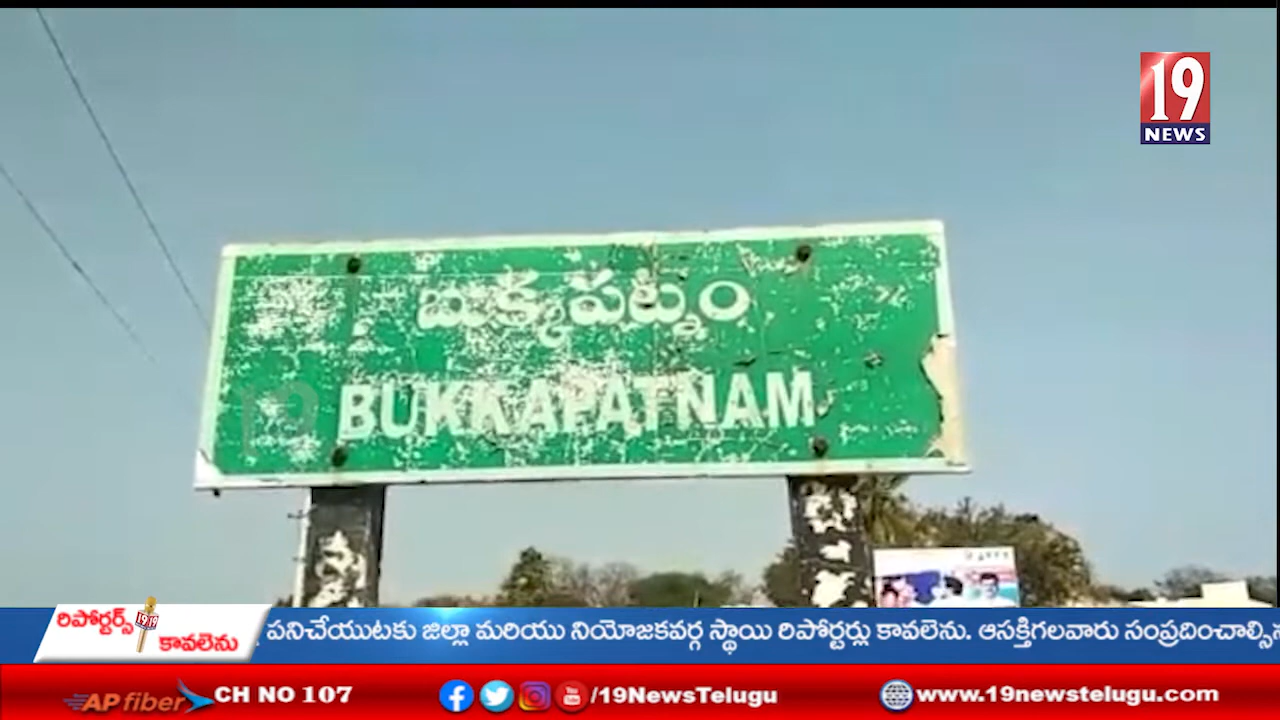 19
NEWS
బుక్కపట్నం
BUKKAPATNAM
రిపోర్టర్స్
కావలెను
పనిచేయుటకు జిల్లా మరియు నియోజకవర్గ స్థాయి రిపోర్టర్లు కావలెను. ఆసక్తిగలవారు సంప్రదించాల్సిన
AP fiber CH NO 107 /19NewsTelugu www.19newstelugu.com